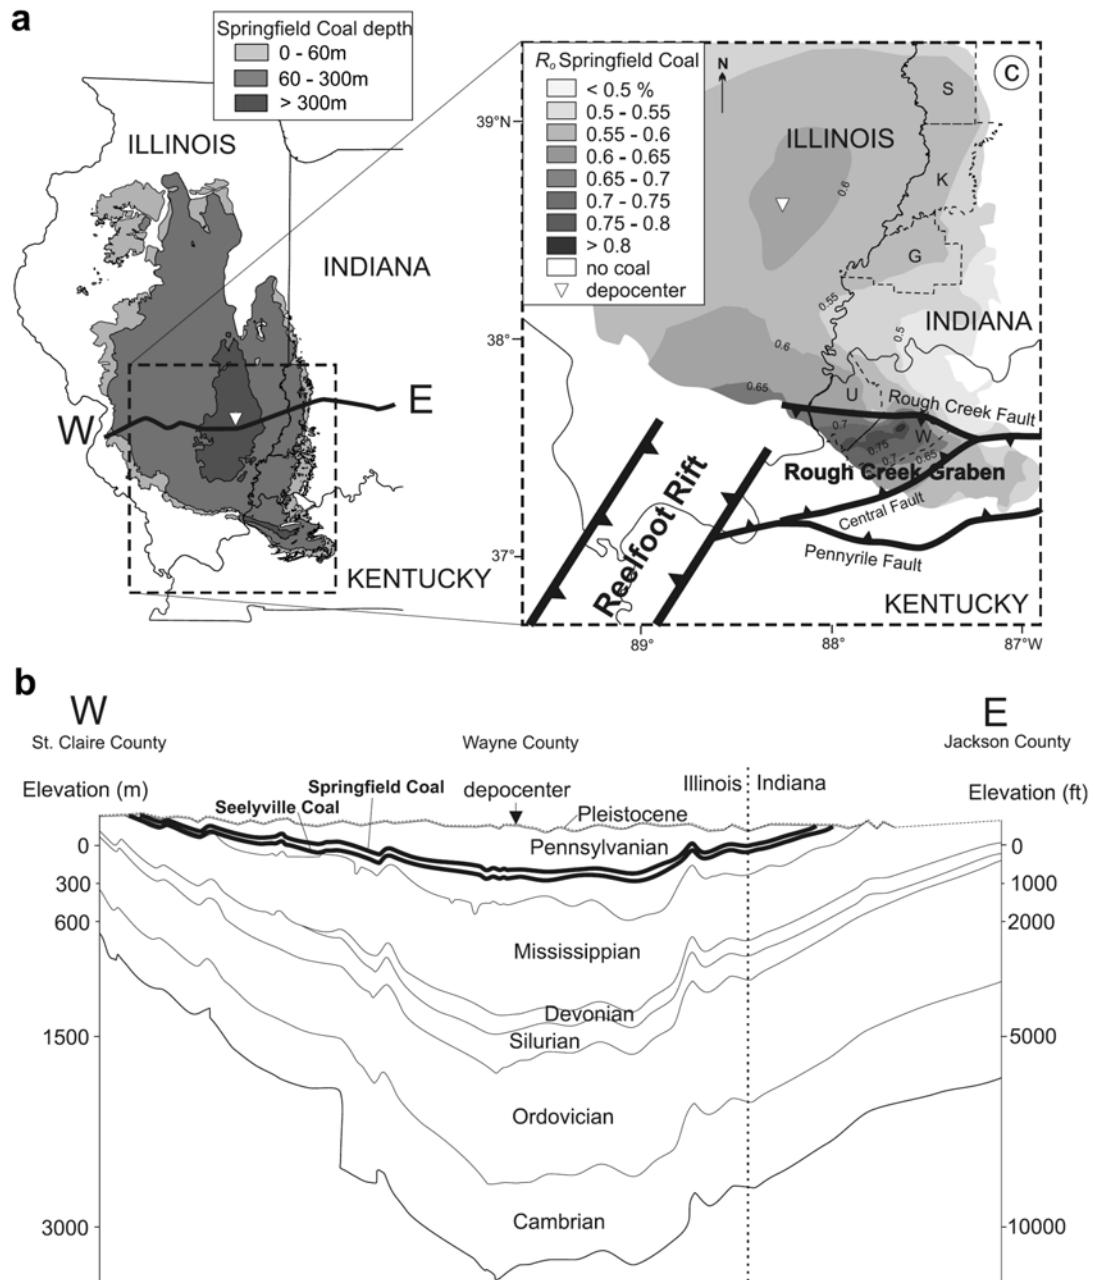 a
Springfield Coal depth
0 - 60m
60 - 300m
> 300m
ILLINOIS
INDIANA
W
E
KENTUCKY
Ro Springfield Coal
< 0.5 %
0.5 - 0.55
0.55 - 0.6
0.6 - 0.65
0.65 - 0.7
0.7 - 0.75
0.75 - 0.8
> 0.8
no coal
depocenter
N
c
39°N
38°
37°
89°
88°
87°W
ILLINOIS
S
K
G
0.6
0.55
INDIANA
0.5
0.6
0.65
U
Rough Creek Fault
0.7
W
0.75
0.7
0.65
Rough Creek Graben
Central Fault
Pennyrile Fault
Reelfoot Rift
KENTUCKY
b
W
E
St. Claire County
Wayne County
Jackson County
Elevation (m)
Springfield Coal
Seelyville Coal
depocenter
Illinois
Indiana
Elevation (ft)
Pleistocene
Pennsylvanian
0
0
300
1000
600
2000
Mississippian
Devonian
Silurian
1500
5000
Ordovician
Cambrian
3000
10000